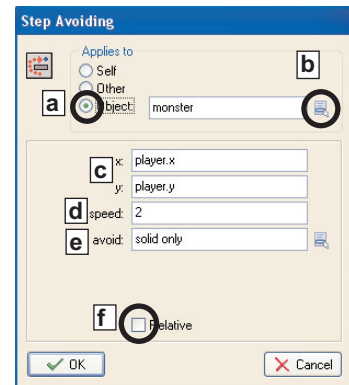 Step Avoiding
Applies to
Self
Other
a Object: monster b
c x: player.x
y: player.y
d speed: 2
e avoid: solid only
f Relative
OK Cancel